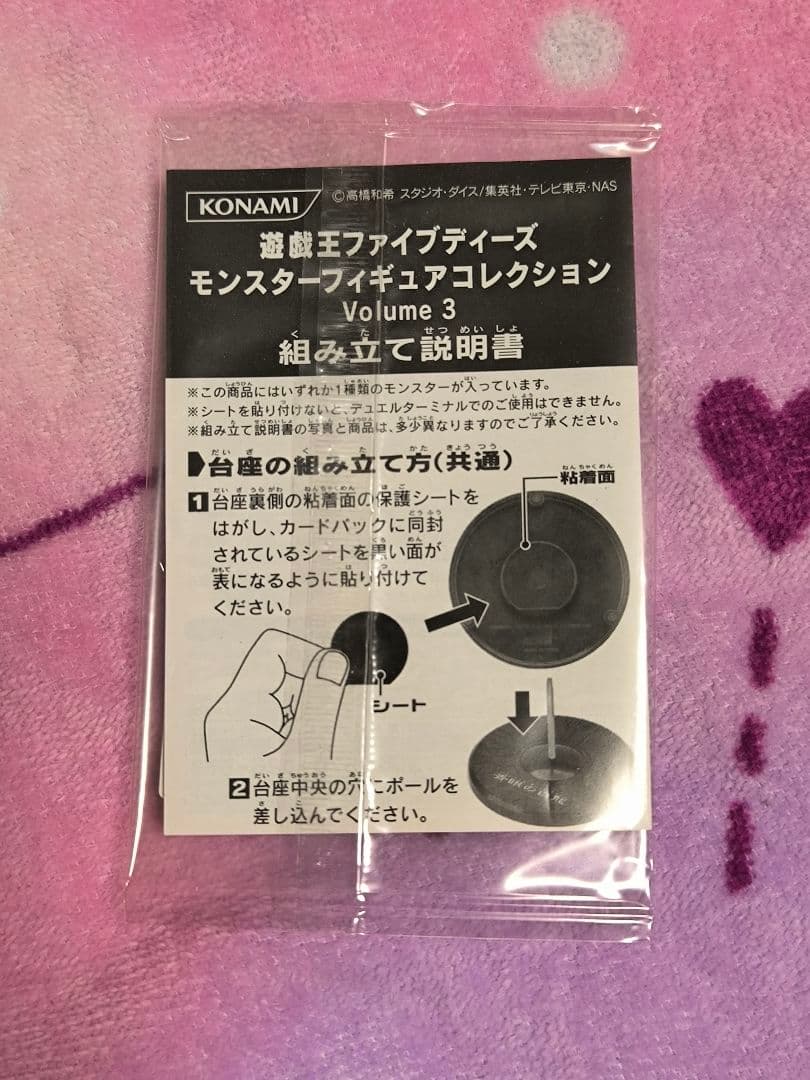 KONAMI
©高橋和希 スタジオ・ダイス/集英社・テレビ東京・NAS
遊戯王ファイブディーズ
モンスターフィギュアコレクション
Volume 3
組み立て説明書
※この商品にはいずれか1種類のモンスターが入っています。
※シートを貼り付けないと、デュエルターミナルでのご使用はできません。
※組み立て説明書の写真と商品は、多少異なりますのでご了承ください。
台座の組み立て方(共通)
粘着面
1 台座裏側の粘着面の保護シートを
はがし、カードパックに同封
されているシートを黒い面が
表になるように貼り付けて
ください。
シート
2 台座中央の穴にポールを
差し込んでください。